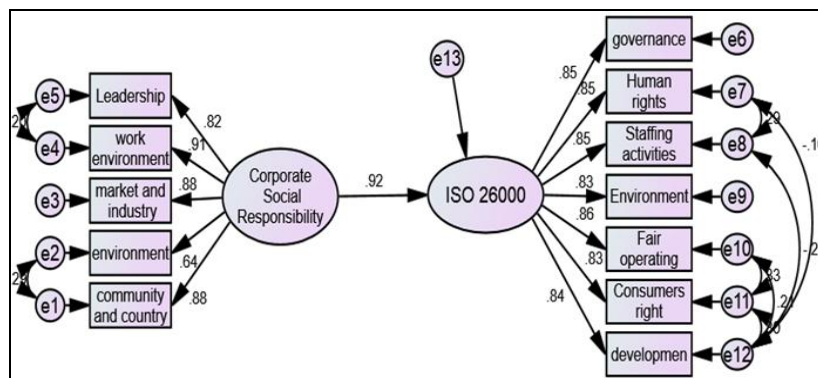 governance
e6
e13
.85
e5
Leadership
Human
rights
e7
.85
.82
e4
work
environment
.91
.85
Staffing
activities
e8
Corporate
Social
Responsibility
.92
ISO 26000
e3
market and
industry
.88
.83
Environment
e9
.86
e2
environment
.64
Fair
operating
e10
.83
e1
community
and country
.88
.84
Consumers
right
e11
developmen
e12